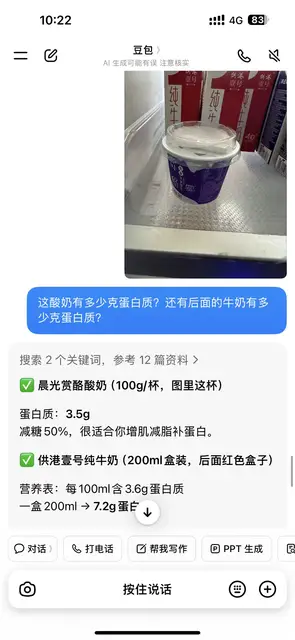 10:22
4G 83
豆包
AI 生成可能有误 注意核实
这酸奶有多少克蛋白质?还有后面的牛奶有多
少克蛋白质?
搜索 2 个关键词,参考 12 篇资料
晨光赏酪酸奶(100g/杯,图里这杯)
蛋白质:3.5g
减糖50%,很适合你增肌减脂补蛋白。
供港壹号纯牛奶(200ml盒装,后面红色盒子)
营养表:每100ml含3.6g蛋白质
一盒200ml → 7.2g蛋白
对话
打电话
帮我写作
PPT 生成
按住说话